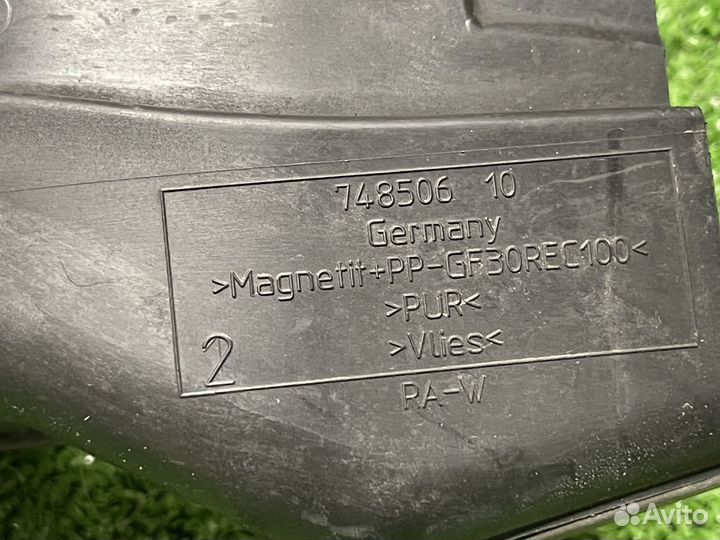 748506 10
Germany
>Magnetit+PP-GF30REC100<
>PUR<
>Vlies<
2
RA-W
Avito